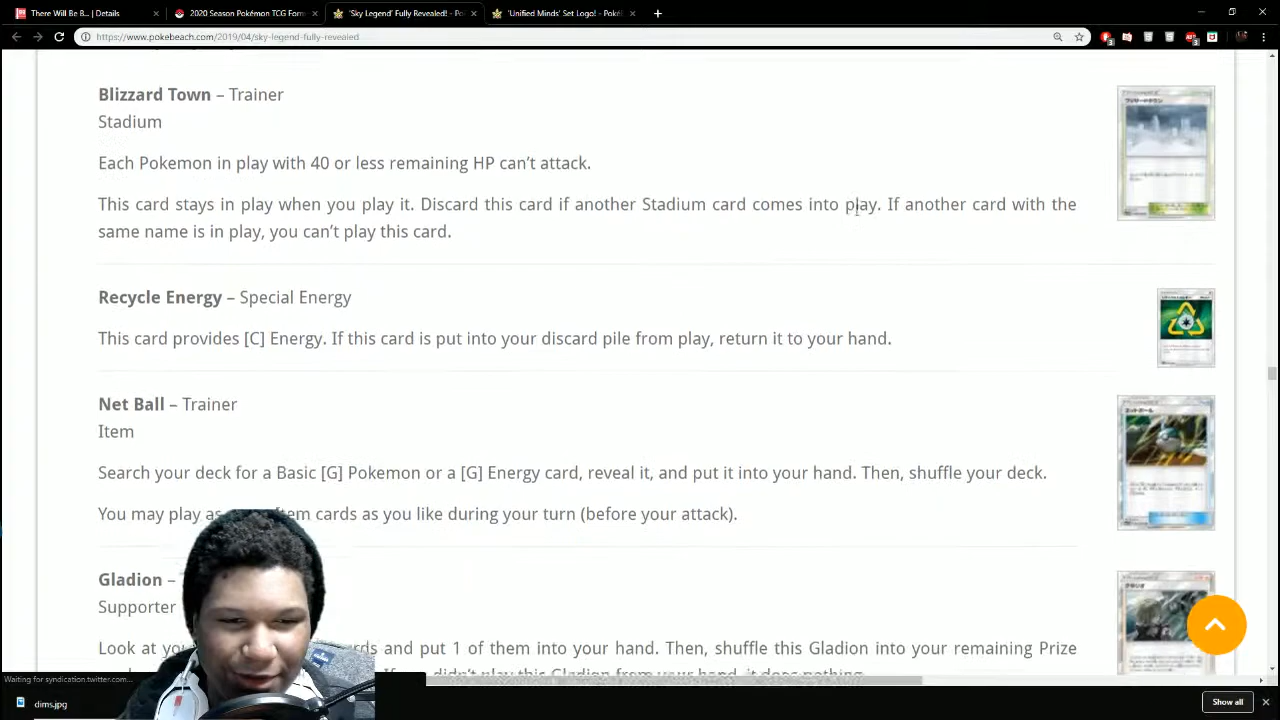 There Will Be B... | Details
2020 Season Pokémon TCG Form
'Sky Legend' Fully Revealed! - Po
'Unified Minds' Set Logo! - Poké
https://www.pokebeach.com/2019/04/sky-legend-fully-revealed
Blizzard Town – Trainer
Stadium
Each Pokemon in play with 40 or less remaining HP can't attack.
This card stays in play when you play it. Discard this card if another Stadium card comes into play. If another card with the
same name is in play, you can't play this card.
Recycle Energy – Special Energy
This card provides [C] Energy. If this card is put into your discard pile from play, return it to your hand.
Net Ball – Trainer
Item
Search your deck for a Basic [G] Pokemon or a [G] Energy card, reveal it, and put it into your hand. Then, shuffle your deck.
You may play as Item cards as you like during your turn (before your attack).
Gladion –
Supporter
Look at yo rds and put 1 of them into your hand. Then, shuffle this Gladion into your remaining Prize
play this Gladion from your hand, it does nothing.
Waiting for syndication.twitter.com...
dims.jpg
Show all